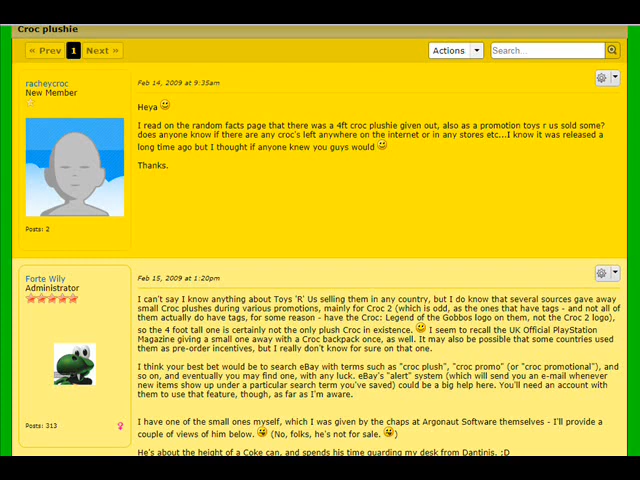 Croc plushie
« Prev 1 Next » Actions Search...
racheycroc
New Member
Posts: 2
Feb 14, 2009 at 9:35am
Heya
I read on the random facts page that there was a 4ft croc plushie given out, also as a promotion toys r us sold some?
does anyone know if there are any croc's left anywhere on the internet or in any stores etc...I know it was released a
long time ago but I thought if anyone knew you guys would
Thanks.
Forte Wily
Administrator
Posts: 313
Feb 15, 2009 at 1:20pm
I can't say I know anything about Toys 'R' Us selling them in any country, but I do know that several sources gave away
small Croc plushes during various promotions, mainly for Croc 2 (which is odd, as the ones that have tags - and not all of
them actually do have tags, for some reason - have the Croc: Legend of the Gobbos logo on them, not the Croc 2 logo),
so the 4 foot tall one is certainly not the only plush Croc in existence. I seem to recall the UK Official PlayStation
Magazine giving a small one away with a Croc backpack once, as well. It may also be possible that some countries used
them as pre-order incentives, but I really don't know for sure on that one.
I think your best bet would be to search eBay with terms such as "croc plush", "croc promo" (or "croc promotional"), and
so on, and eventually you may find one, with any luck. eBay's "alert" system (which will send you an e-mail whenever
new items show up under a particular search term you've saved) could be a big help here. You'll need an account with
them to use that feature, though, as far as I'm aware.
I have one of the small ones myself, which I was given by the chaps at Argonaut Software themselves - I'll provide a
couple of views of him below. (No, folks, he's not for sale. )
He's about the height of a Coke can, and spends his time guarding my desk from Dantinis. ;D